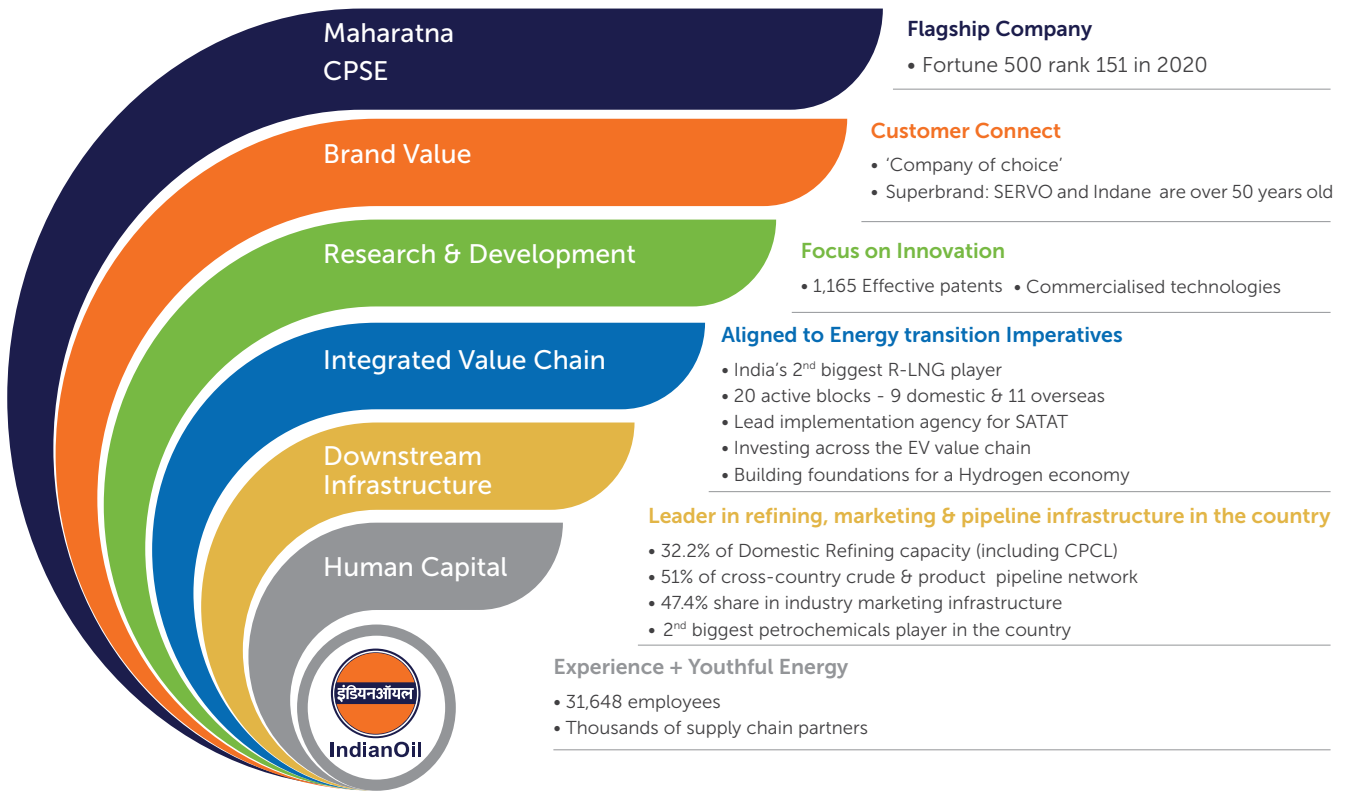 Maharatna
CPSE
Flagship Company
• Fortune 500 rank 151 in 2020
Brand Value
Customer Connect
• ‘Company of choice’
• Superbrand: SERVO and Indane are over 50 years old
Research & Development
Focus on Innovation
• 1,165 Effective patents • Commercialised technologies
Integrated Value Chain
Aligned to Energy transition Imperatives
• India’s 2nd biggest R-LNG player
• 20 active blocks - 9 domestic & 11 overseas
• Lead implementation agency for SATAT
• Investing across the EV value chain
• Building foundations for a Hydrogen economy
Downstream
Infrastructure
Leader in refining, marketing & pipeline infrastructure in the country
• 32.2% of Domestic Refining capacity (including CPCL)
• 51% of cross-country crude & product pipeline network
• 47.4% share in industry marketing infrastructure
• 2nd biggest petrochemicals player in the country
Human Capital
Experience + Youthful Energy
• 31,648 employees
• Thousands of supply chain partners
इंडियनऑयल
IndianOil